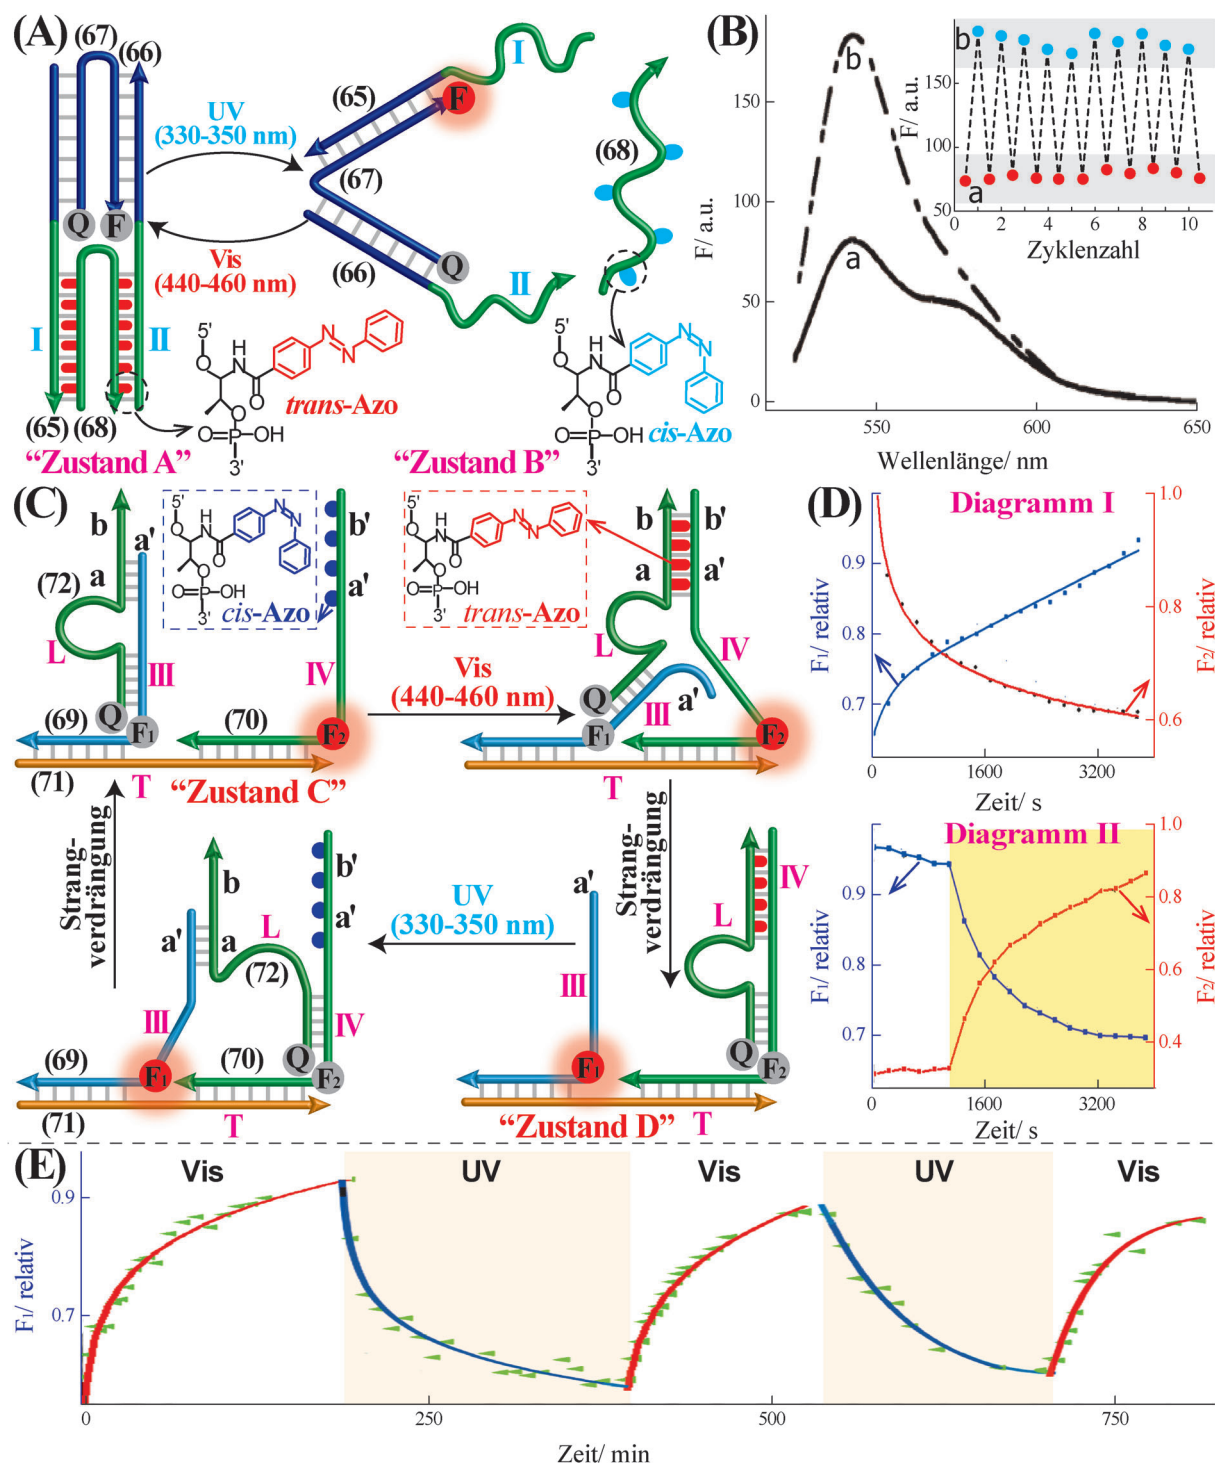 (A)
(67)
(66)
UV
(330-350 nm)
Q
F
Vis
(440-460 nm)
I
II
(65)
(68)
"Zustand A"
5'
O
N
H
O
N
N
trans-Azo
O
O=P-OH
3'
I
(65)
F
(67)
(66)
Q
II
(68)
5'
O
N
H
O
N
N
cis-Azo
O
O=P-OH
3'
"Zustand B"
(B)
F/ a.u.
150
100
50
0
b
a
550
600
650
Wellenlänge/ nm
b
F/ a.u.
150
a
50
0
2
4
6
8
10
Zyklenzahl
(C)
b
a'
(72)
a
L
III
Q
F1
(69)
(70)
(71)
T
5'
O
N
H
O
N
N
O
O=P-OH
3'
cis-Azo
b'
a'
IV
F2
"Zustand C"
Vis
(440-460 nm)
5'
O
N
H
O
N
N
O
O=P-OH
3'
trans-Azo
b
b'
a
a'
L
IV
Q
III
a'
F1
F2
T
Strang-
verdrängung
Strang-
verdrängung
b
b'
a'
L
a
a'
(72)
III
IV
(69)
(70)
Q
F1
F2
(71)
T
UV
(330-350 nm)
a'
III
F1
IV
L
Q
F2
"Zustand D"
T
(D)
Diagramm I
F1/ relativ
0.9
0.8
0.7
1.0
0.8
0.6
F2/ relativ
0
1600
3200
Zeit/ s
Diagramm II
F1/ relativ
0.9
0.8
0.7
1.0
0.8
0.6
0.4
F2/ relativ
0
1600
3200
Zeit/ s
(E)
Vis
UV
Vis
UV
Vis
F1/ relativ
0.9
0.7
0
250
500
750
Zeit/ min